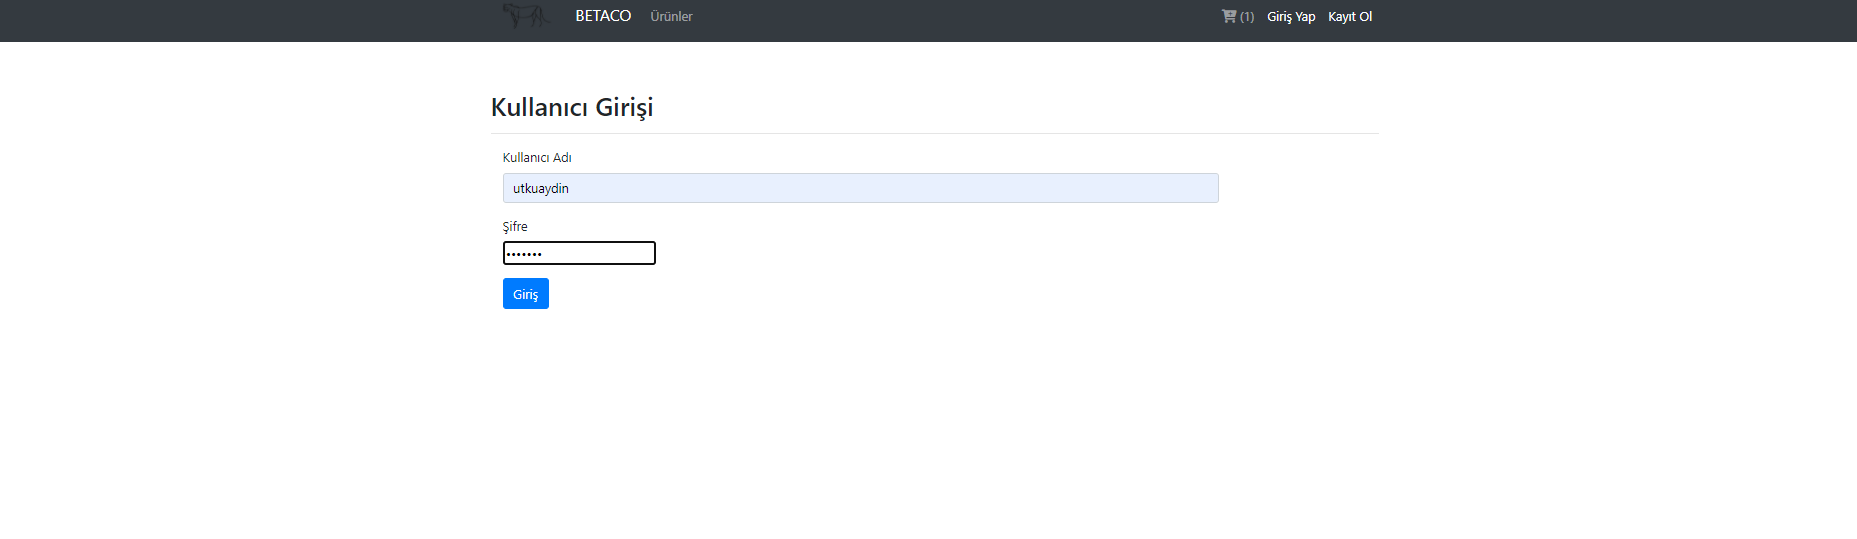 BETACO Ürünler (1) Giriş Yap Kayıt Ol
Kullanıcı Girişi
Kullanıcı Adı
utkuaydin
Şifre
•••••••
Giriş